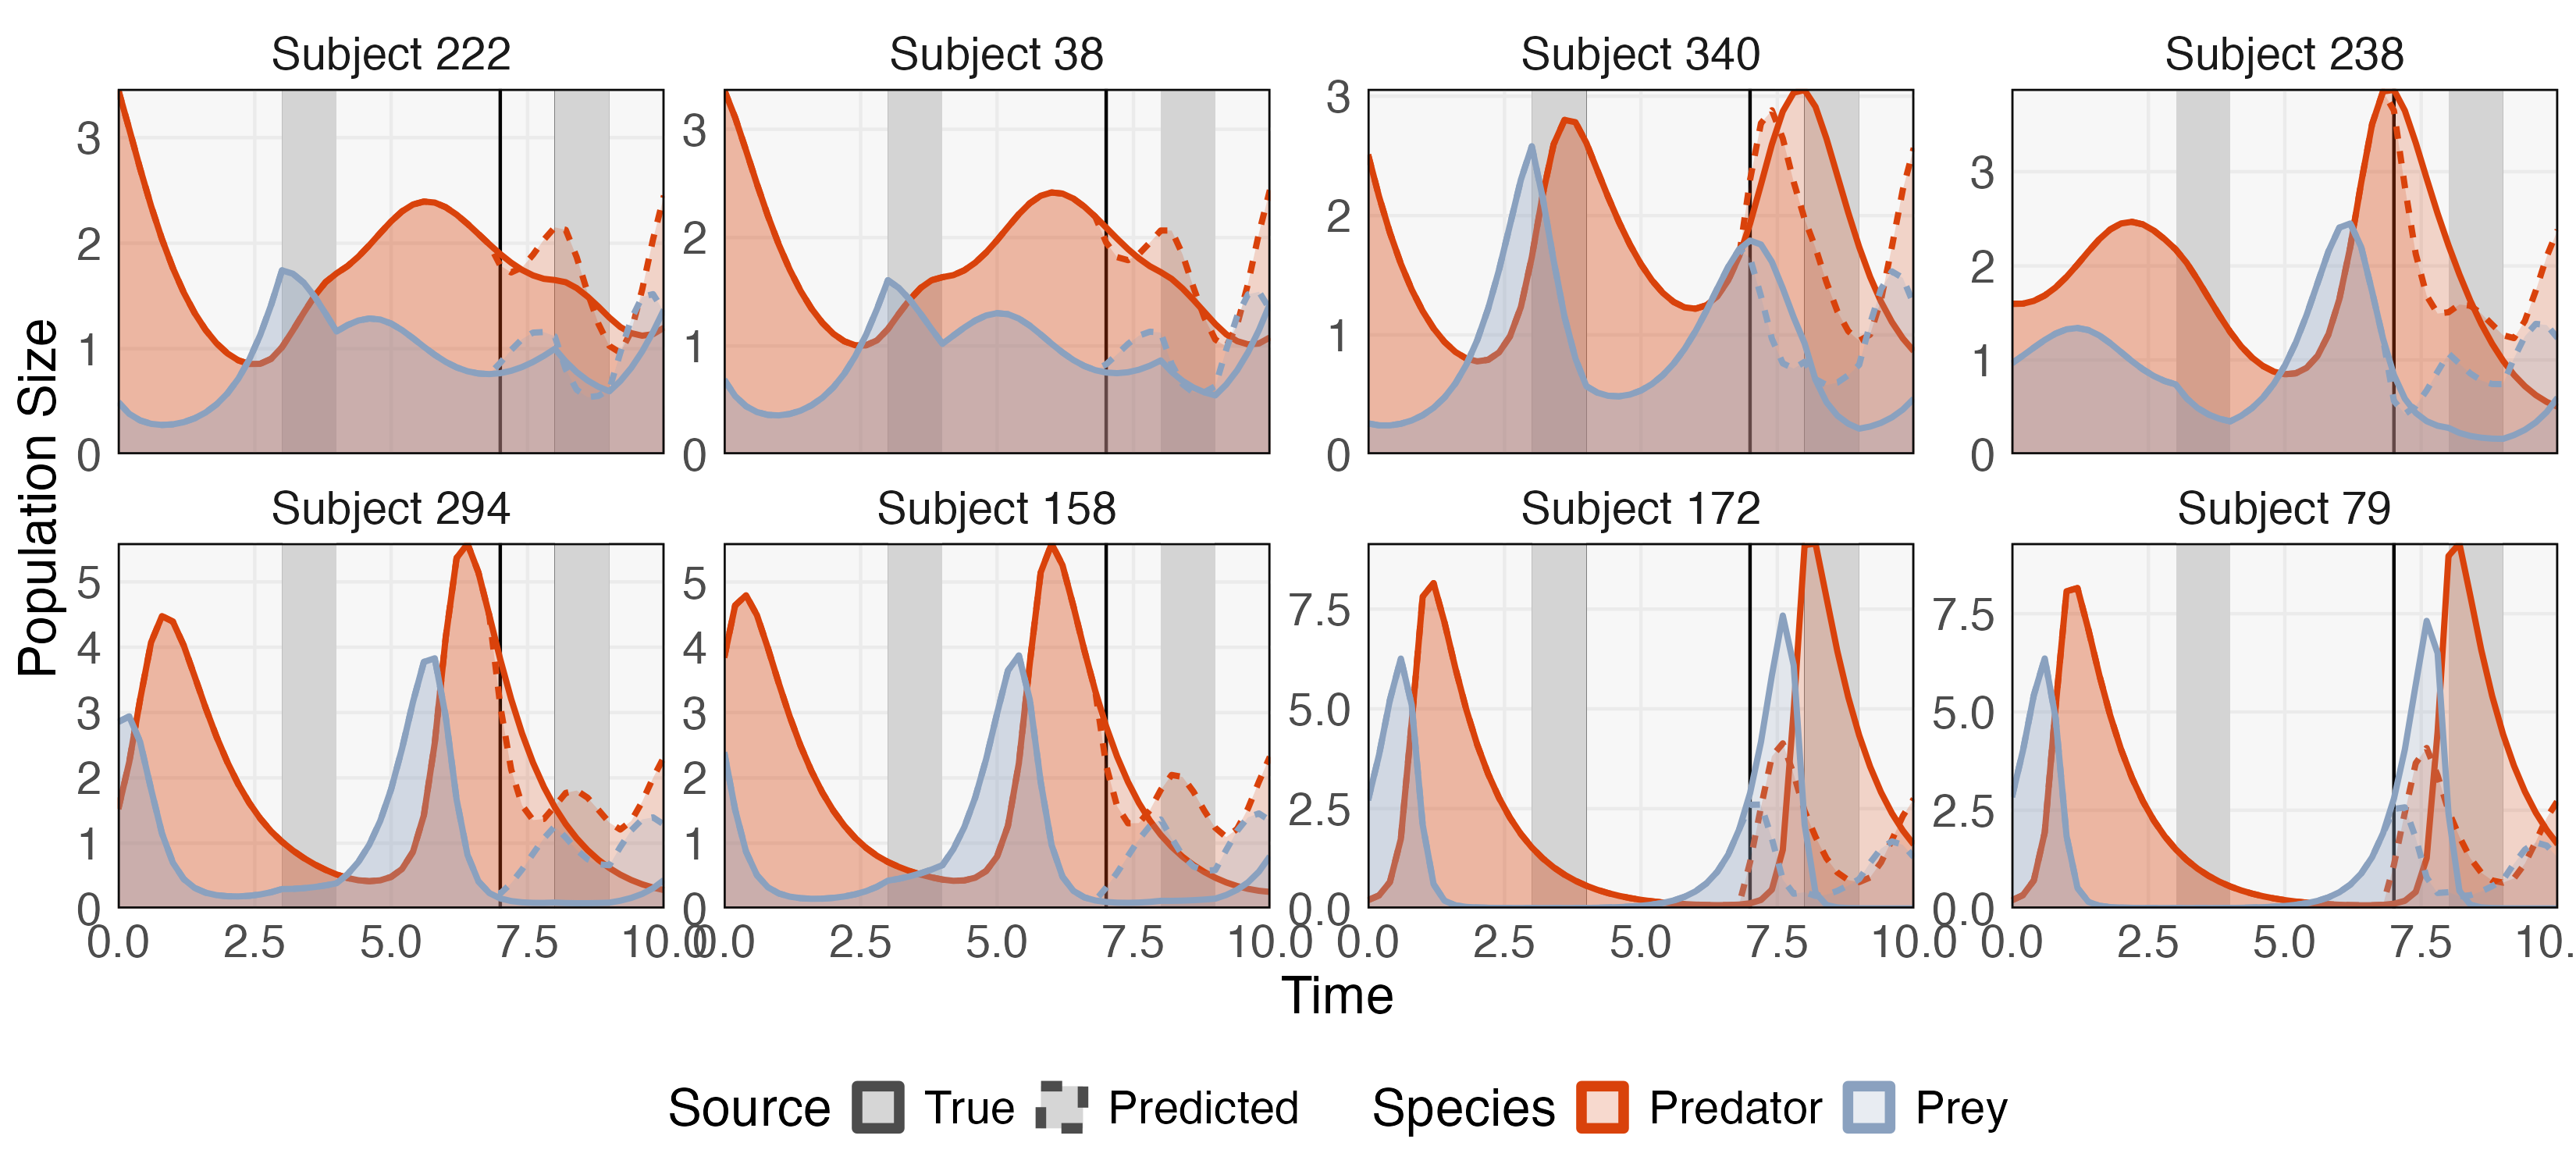 Subject 222 Subject 38 Subject 340 Subject 238
3 3 3 3
2 2 2 2
1 1 1 1
0 0 0 0
Population Size
Subject 294 Subject 158 Subject 172 Subject 79
5 5 7.5 7.5
4 4
3 3 5.0 5.0
2 2 2.5 2.5
1 1
0 0 0.0 0.0
0.0 2.5 5.0 7.5 10.0 0.0 2.5 5.0 7.5 10.0 0.0 2.5 5.0 7.5 10.0 0.0 2.5 5.0 7.5 10.
Time
Source True Predicted Species Predator Prey